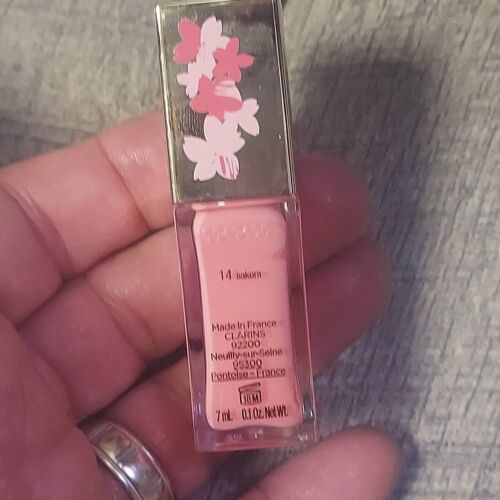 14 sakura
Made In France
CLARINS
92200
Neuilly-sur-Seine
95300
Pontoise - France
18M
7 mL 0.1 Oz. Net Wt.